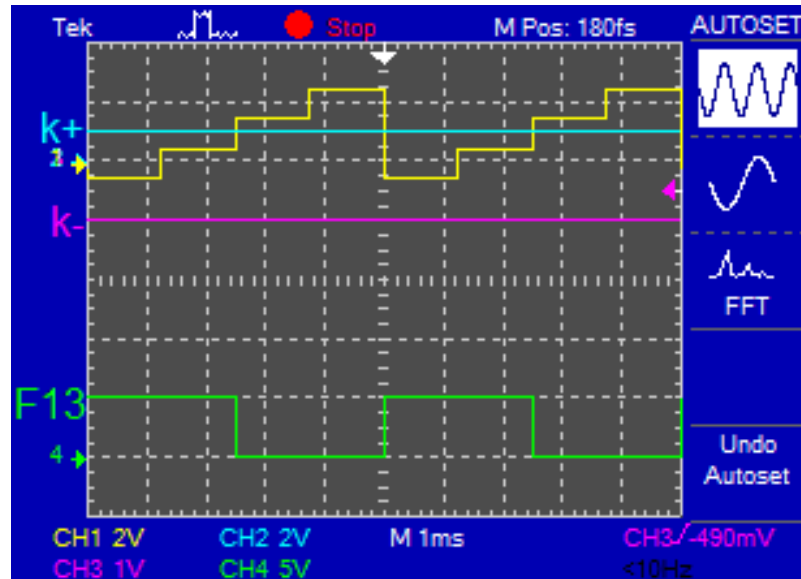 Tek Stop M Pos: 180fs AUTOSET
k+
k-
FFT
F13
4
Undo
Autoset
CH1 2V CH2 2V M 1ms CH3 -490mV
CH3 1V CH4 5V <10Hz